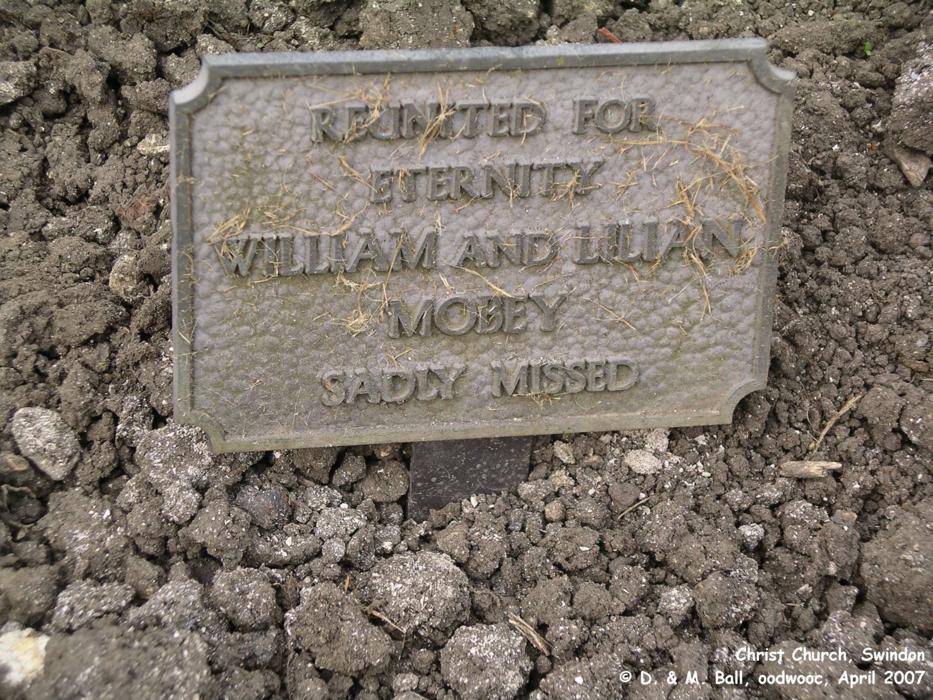 REUNITED FOR
ETERNITY
WILLIAM AND LILIAN
MOBEY
SADLY MISSED
Christ Church, Swindon
© D. & M. Ball, oodwooc, April 2007